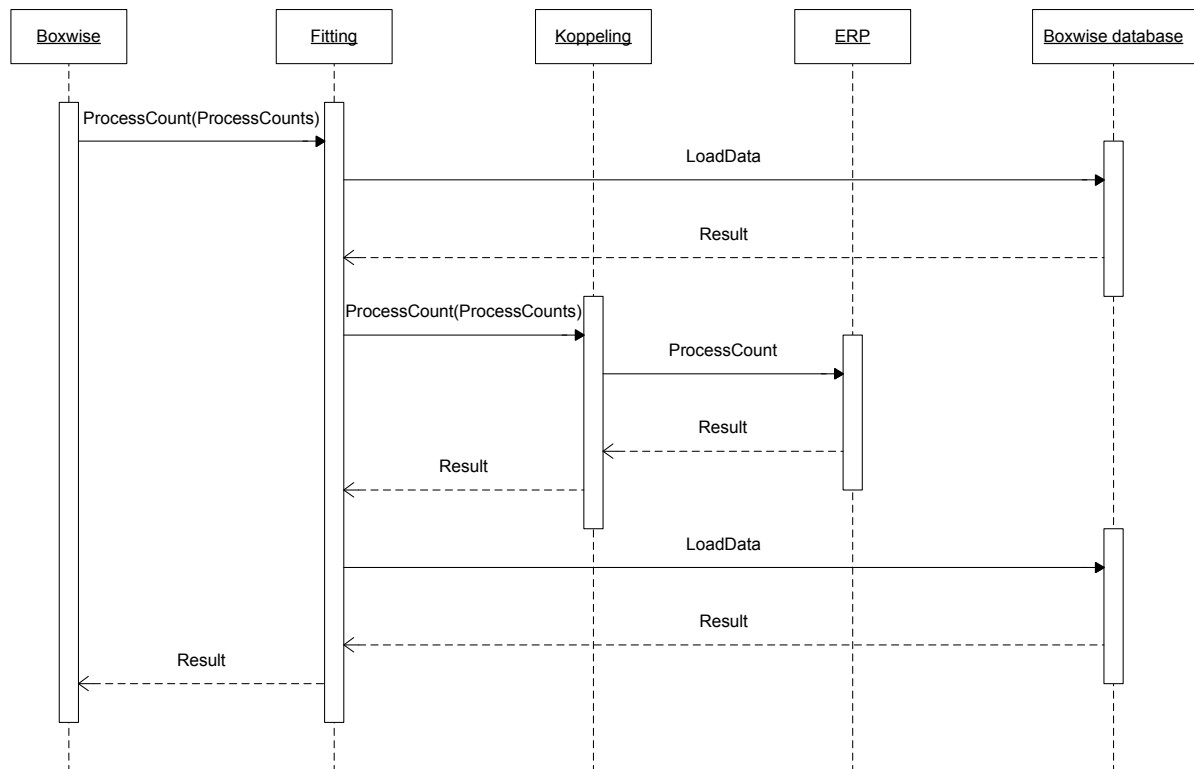 Boxwise
Fitting
Koppeling
ERP
Boxwise database
ProcessCount(ProcessCounts)
LoadData
Result
ProcessCount(ProcessCounts)
ProcessCount
Result
Result
LoadData
Result
Result